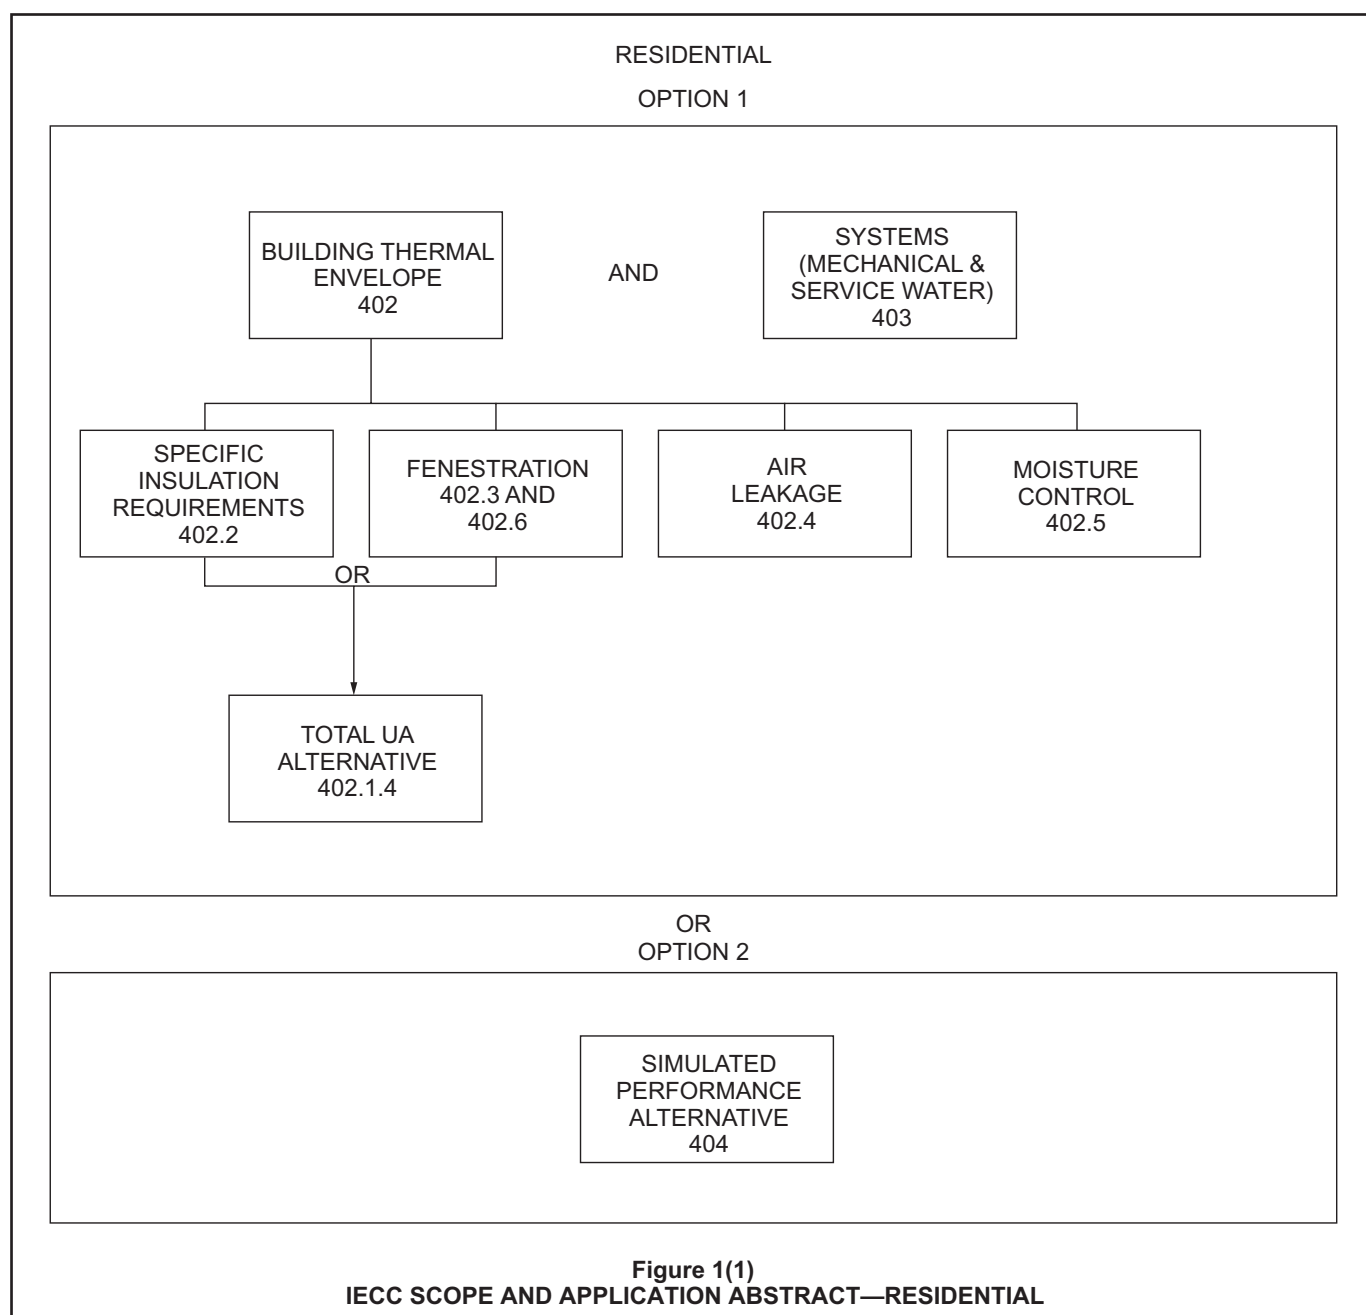 RESIDENTIAL
OPTION 1
BUILDING THERMAL
ENVELOPE
402
AND
SYSTEMS
(MECHANICAL &
SERVICE WATER)
403
SPECIFIC
INSULATION
REQUIREMENTS
402.2
FENESTRATION
402.3 AND
402.6
AIR
LEAKAGE
402.4
MOISTURE
CONTROL
402.5
OR
TOTAL UA
ALTERNATIVE
402.1.4
OR
OPTION 2
SIMULATED
PERFORMANCE
ALTERNATIVE
404
Figure 1(1)
IECC SCOPE AND APPLICATION ABSTRACT—RESIDENTIAL